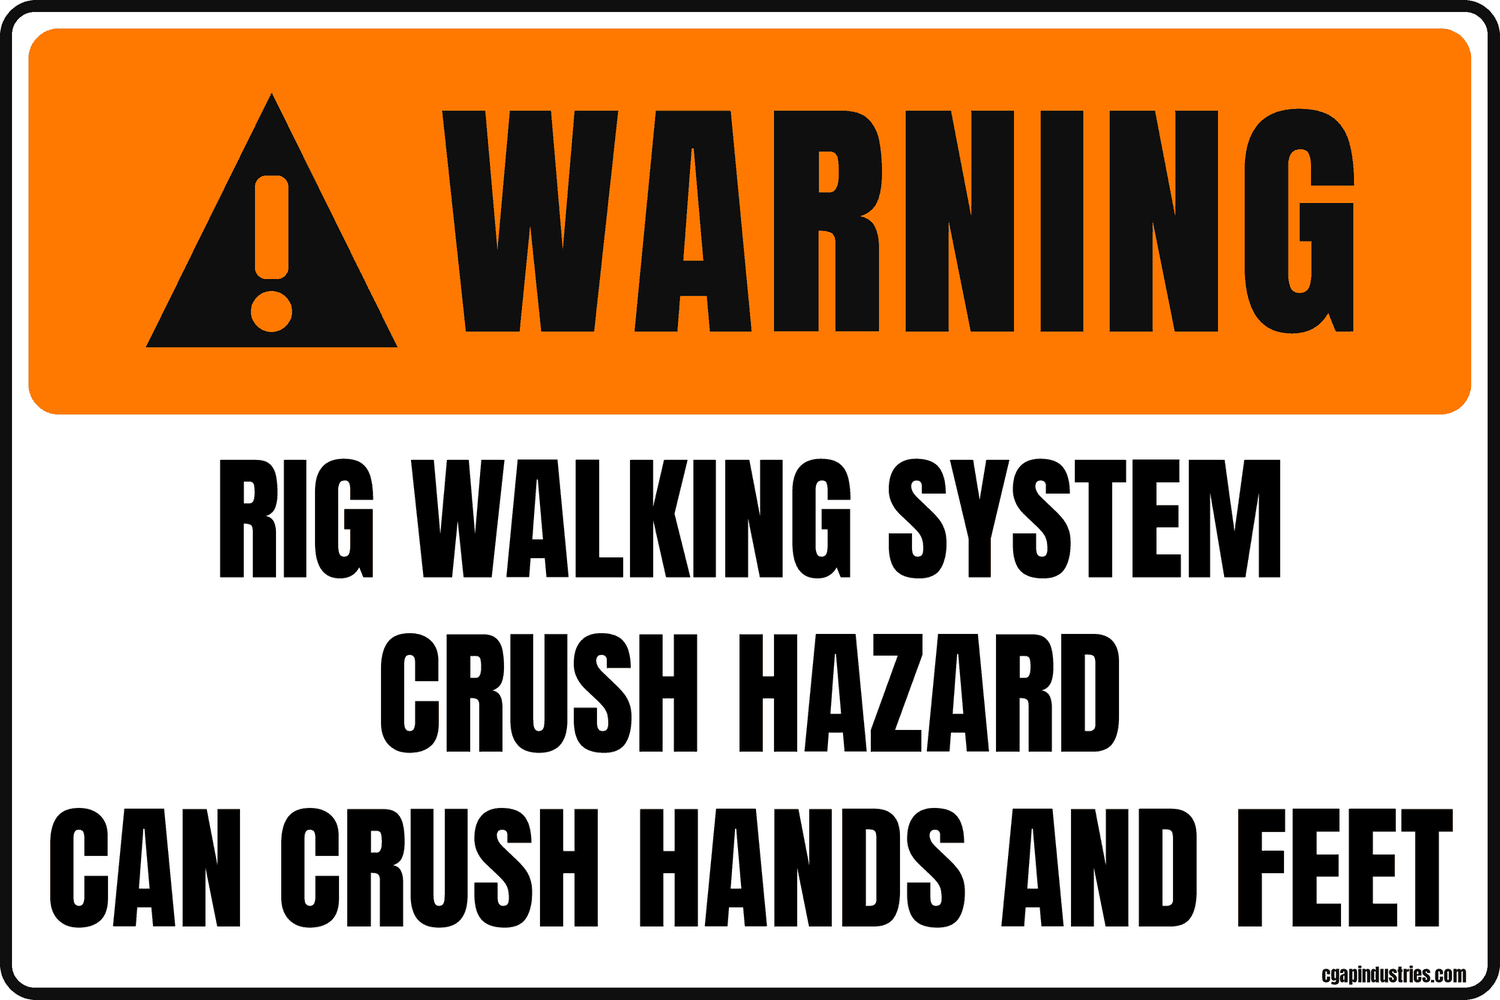 WARNING
RIG WALKING SYSTEM
CRUSH HAZARD
CAN CRUSH HANDS AND FEET
cgapindustries.com